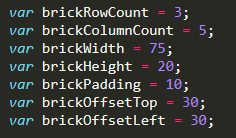 var brickRowCount = 3;
var brickColumnCount = 5;
var brickWidth = 75;
var brickHeight = 20;
var brickPadding = 10;
var brickOffsetTop = 30;
var brickOffsetLeft = 30;